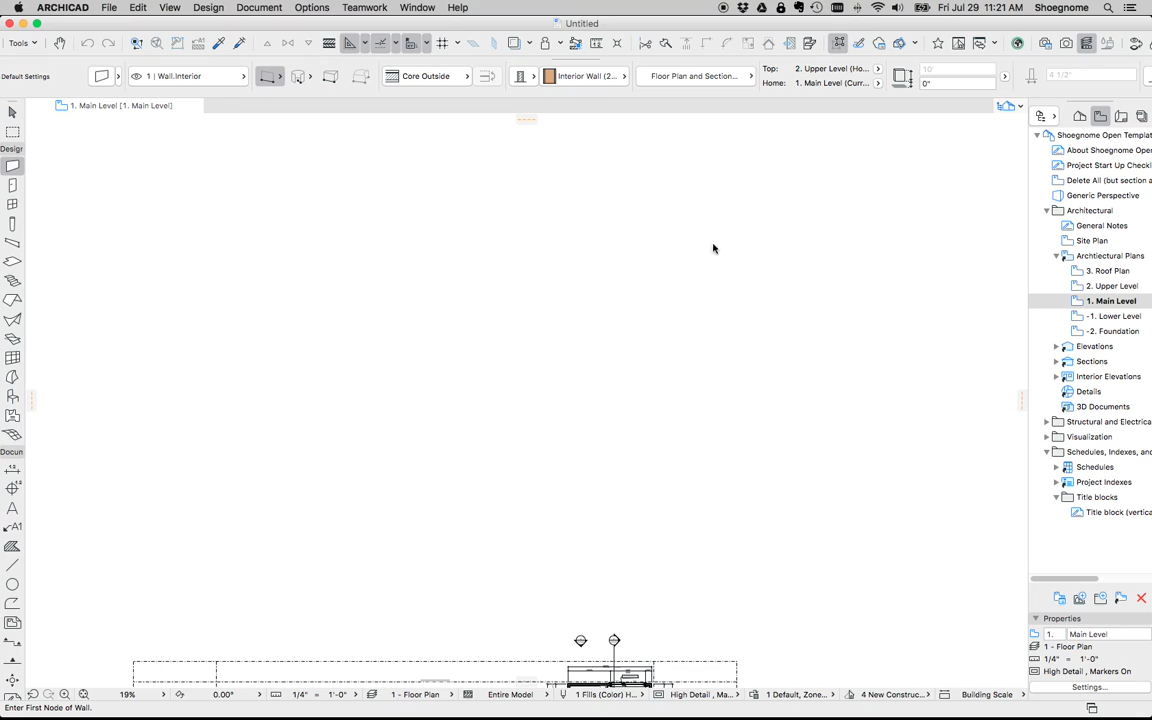 ARCHICAD File Edit View Design Document Options Teamwork Window Help Fri Jul 29 11:21 AM Shoegnome
Untitled
Tools
Default Settings
1 | Wall.Interior
Core Outside
Interior Wall (2...
Floor Plan and Section...
Top: 2. Upper Level (Ho...
Home: 1. Main Level (Curr...
10'
0"
4 1/2"
1. Main Level [1. Main Level]
Desigr
Docun
Shoegnome Open Templat
About Shoegnome Ope
Project Start Up Checkl
Delete All (but section a
Generic Perspective
Architectural
General Notes
Site Plan
Archtiectural Plans
3. Roof Plan
2. Upper Level
1. Main Level
-1. Lower Level
-2. Foundation
Elevations
Sections
Interior Elevations
Details
3D Documents
Structural and Electrica
Visualization
Schedules, Indexes, and
Schedules
Project Indexes
Title blocks
Title block (vertica
Properties
1. Main Level
1 - Floor Plan
1/4" = 1'-0"
High Detail, Markers On
Settings...
19% 0.00° 1/4" = 1'-0" 1 - Floor Plan Entire Model 1 Fills (Color) H... High Detail , Ma... 1 Default, Zone... 4 New Construc... Building Scale
Enter First Node of Wall.